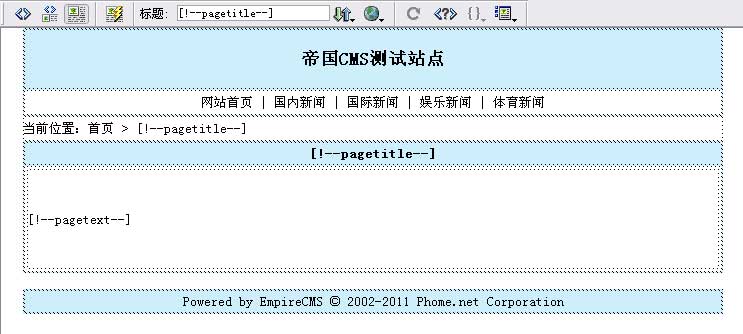 标题: [!--pagetitle--]
帝国CMS测试站点
网站首页 | 国内新闻 | 国际新闻 | 娱乐新闻 | 体育新闻
当前位置：首页 > [!--pagetitle--]
[!--pagetitle--]
[!--pagetext--]
Powered by EmpireCMS © 2002-2011 Phome.net Corporation